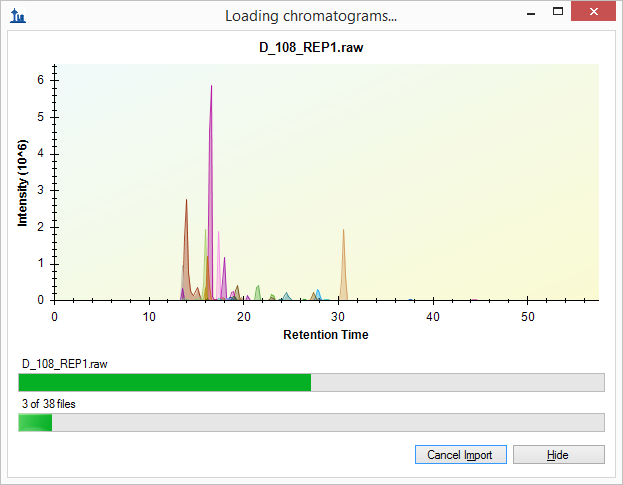 Loading chromatograms...
D_108_REP1.raw
Intensity (10^6)
6
5
4
3
2
1
0
0 10 20 30 40 50
Retention Time
D_108_REP1.raw
3 of 38 files
Cancel Import Hide